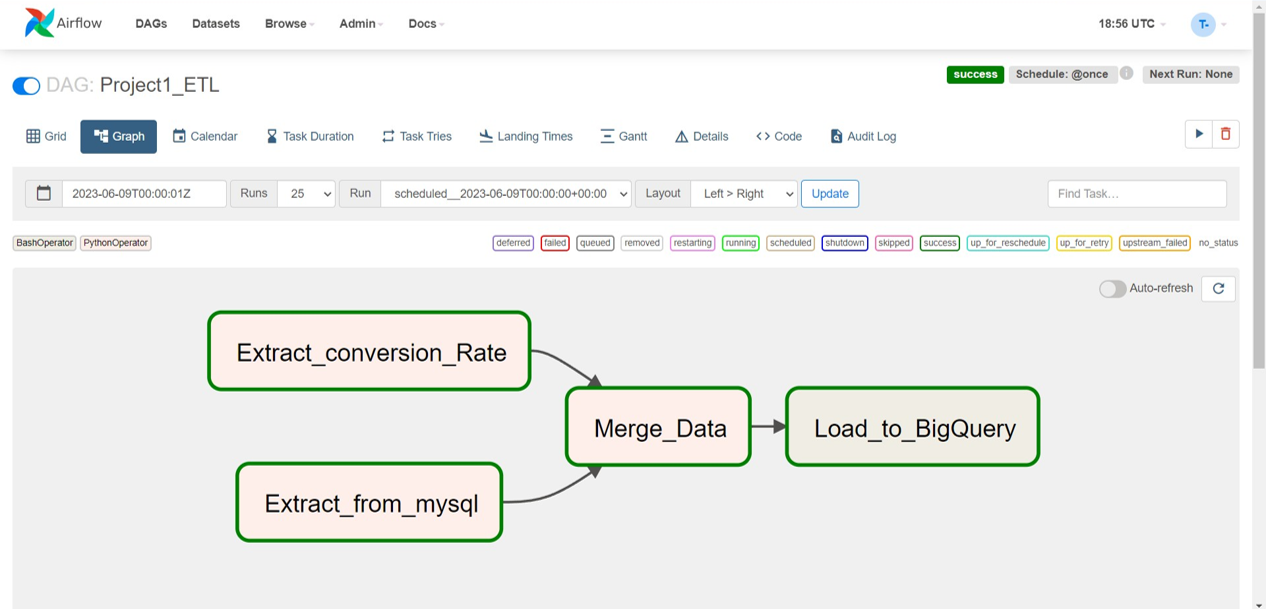 Airflow DAGs Datasets Browse Admin Docs 18:56 UTC T-
DAG: Project1_ETL success Schedule: @once i Next Run: None
Grid Graph Calendar Task Duration Task Tries Landing Times Gantt Details <> Code Audit Log
2023-06-09T00:00:01Z Runs 25 Run scheduled__2023-06-09T00:00:00+00:00 Layout Left > Right Update Find Task…
BashOperator PythonOperator deferred failed queued removed restarting running scheduled shutdown skipped success up_for_reschedule up_for_retry upstream_failed no_status
Auto-refresh
Extract_conversion_Rate
Merge_Data Load_to_BigQuery
Extract_from_mysql